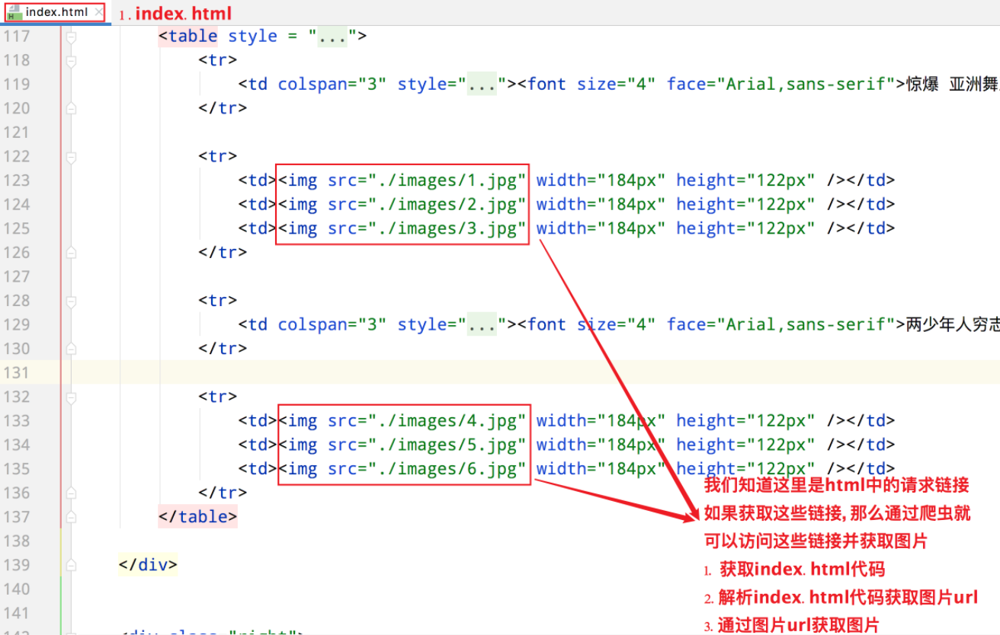 index.html
1. index. html
117 <table style = "...">
118 <tr>
119 <td colspan="3" style="..."><font size="4" face="Arial,sans-serif">惊爆 亚洲舞
120 </tr>
121
122 <tr>
123 <td><img src="./images/1.jpg" width="184px" height="122px" /></td>
124 <td><img src="./images/2.jpg" width="184px" height="122px" /></td>
125 <td><img src="./images/3.jpg" width="184px" height="122px" /></td>
126 </tr>
127
128 <tr>
129 <td colspan="3" style="..."><font size="4" face="Arial,sans-serif">两少年人穷志
130 </tr>
131
132 <tr>
133 <td><img src="./images/4.jpg" width="184px" height="122px" /></td>
134 <td><img src="./images/5.jpg" width="184px" height="122px" /></td>
135 <td><img src="./images/6.jpg" width="184px" height="122px" /></td>
136 </tr>
137 </table>
138
139 </div>
140
141
我们知道这里是html中的请求链接
如果获取这些链接, 那么通过爬虫就
可以访问这些链接并获取图片
1. 获取index. html代码
2. 解析index. html代码获取图片url
3. 通过图片url获取图片